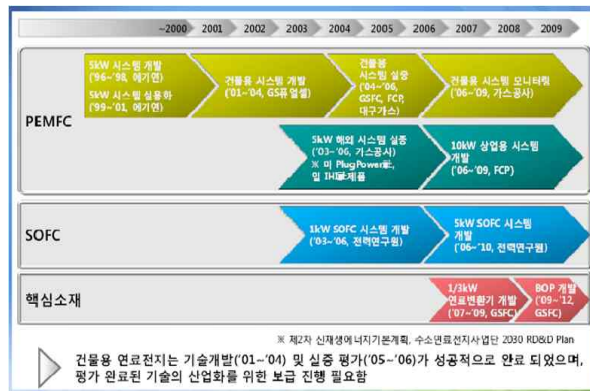 ~2000 2001 2002 2003 2004 2005 2006 2007 2008 2009
PEMFC
5kW 시스템 개발
('96~'98, 에기연)
5kW 시스템 실용화
('99~'01, 에기연)
건물용 시스템 개발
('01~'04, GS퓨얼셀)
건물용
시스템 실증
('04~'06,
GSFC, FCP,
대구가스)
건물용 시스템 모니터링
('06~'09, 가스공사)
5kW 해외 시스템 실증
('03~'06, 가스공사)
※ 미 PlugPower社,
일 IHI社제품
10kW 상업용 시스템
개발
('06~'09, FCP)
SOFC
1kW SOFC 시스템 개발
('03~'06, 전력연구원)
5kW SOFC 시스템
개발
('06~'10, 전력연구원)
핵심소재
1/3kW
연료변환기 개발
('07~'09, GSFC)
BOP 개발
('09~'12,
GSFC)
※ 제2차 신재생에너지기본계획, 수소연료전지사업단 2030 RD&D Plan
건물용 연료전지는 기술개발('01~'04) 및 실증 평가('05~'06)가 성공적으로 완료 되었으며,
평가 완료된 기술의 산업화를 위한 보급 진행 필요함